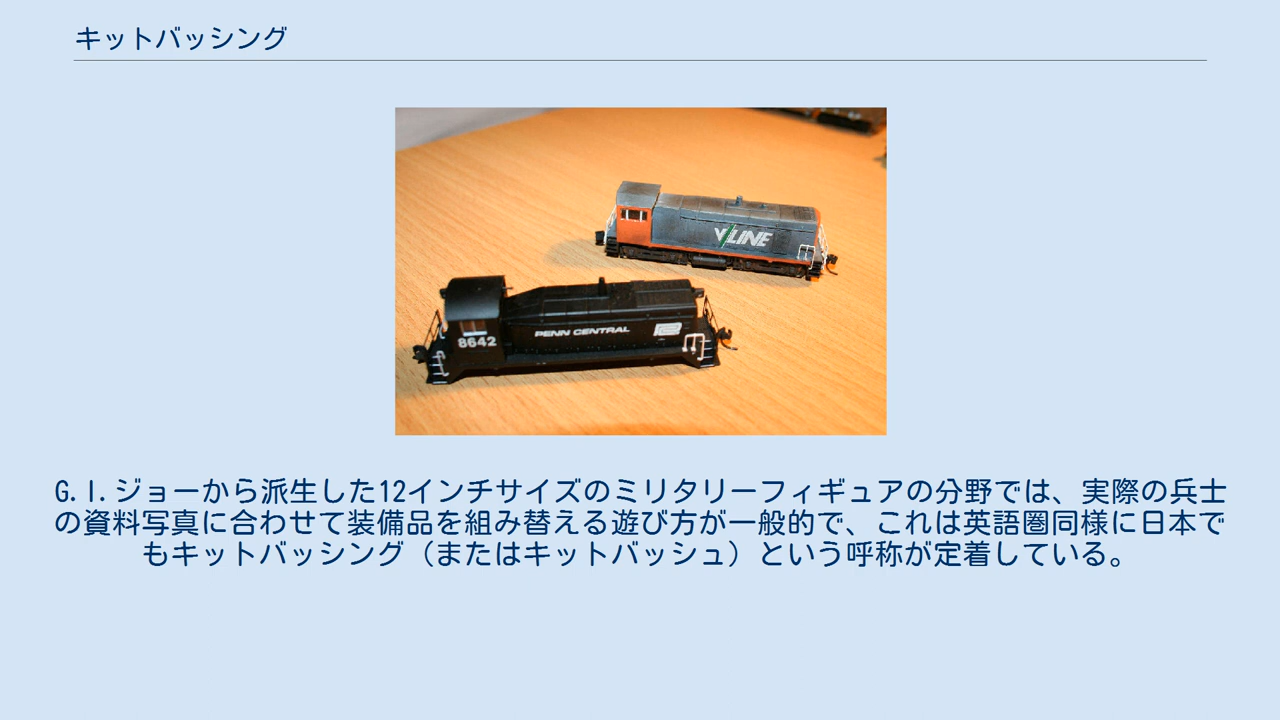 キットバッシング
V/LINE
PENN CENTRAL
8642
G.I.ジョーから派生した12インチサイズのミリタリーフィギュアの分野では、実際の兵士
の資料写真に合わせて装備品を組み替える遊び方が一般的で、これは英語圏同様に日本で
もキットバッシング（またはキットバッシュ）という呼称が定着している。